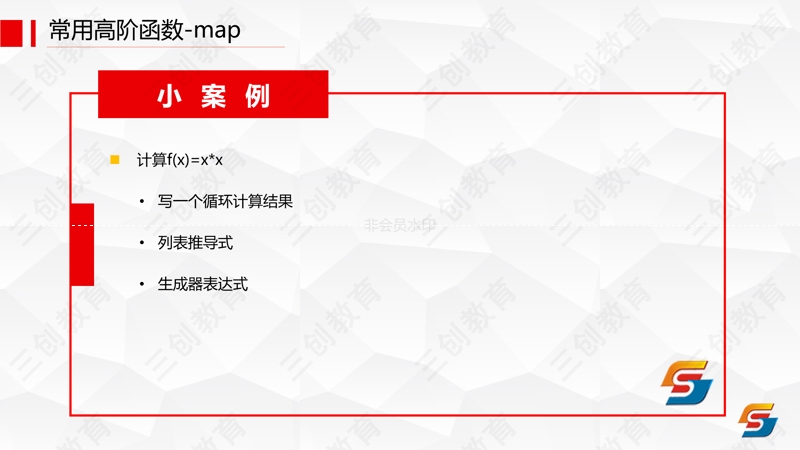 常用高阶函数-map
小 案 例
计算f(x)=x*x
• 写一个循环计算结果
非会员水印
• 列表推导式
• 生成器表达式
三创教育